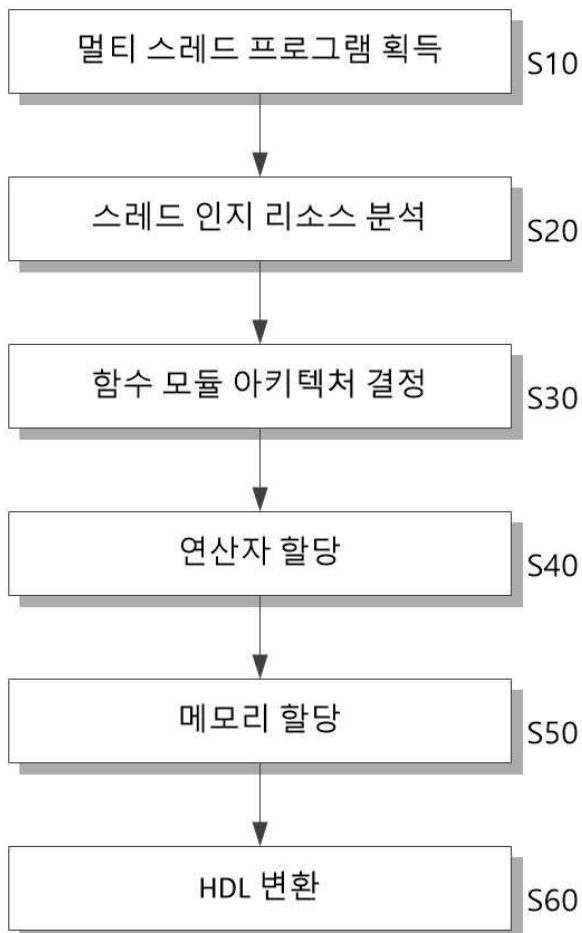 멀티 스레드 프로그램 획득
S10
스레드 인지 리소스 분석
S20
함수 모듈 아키텍처 결정
S30
연산자 할당
S40
메모리 할당
S50
HDL 변환
S60